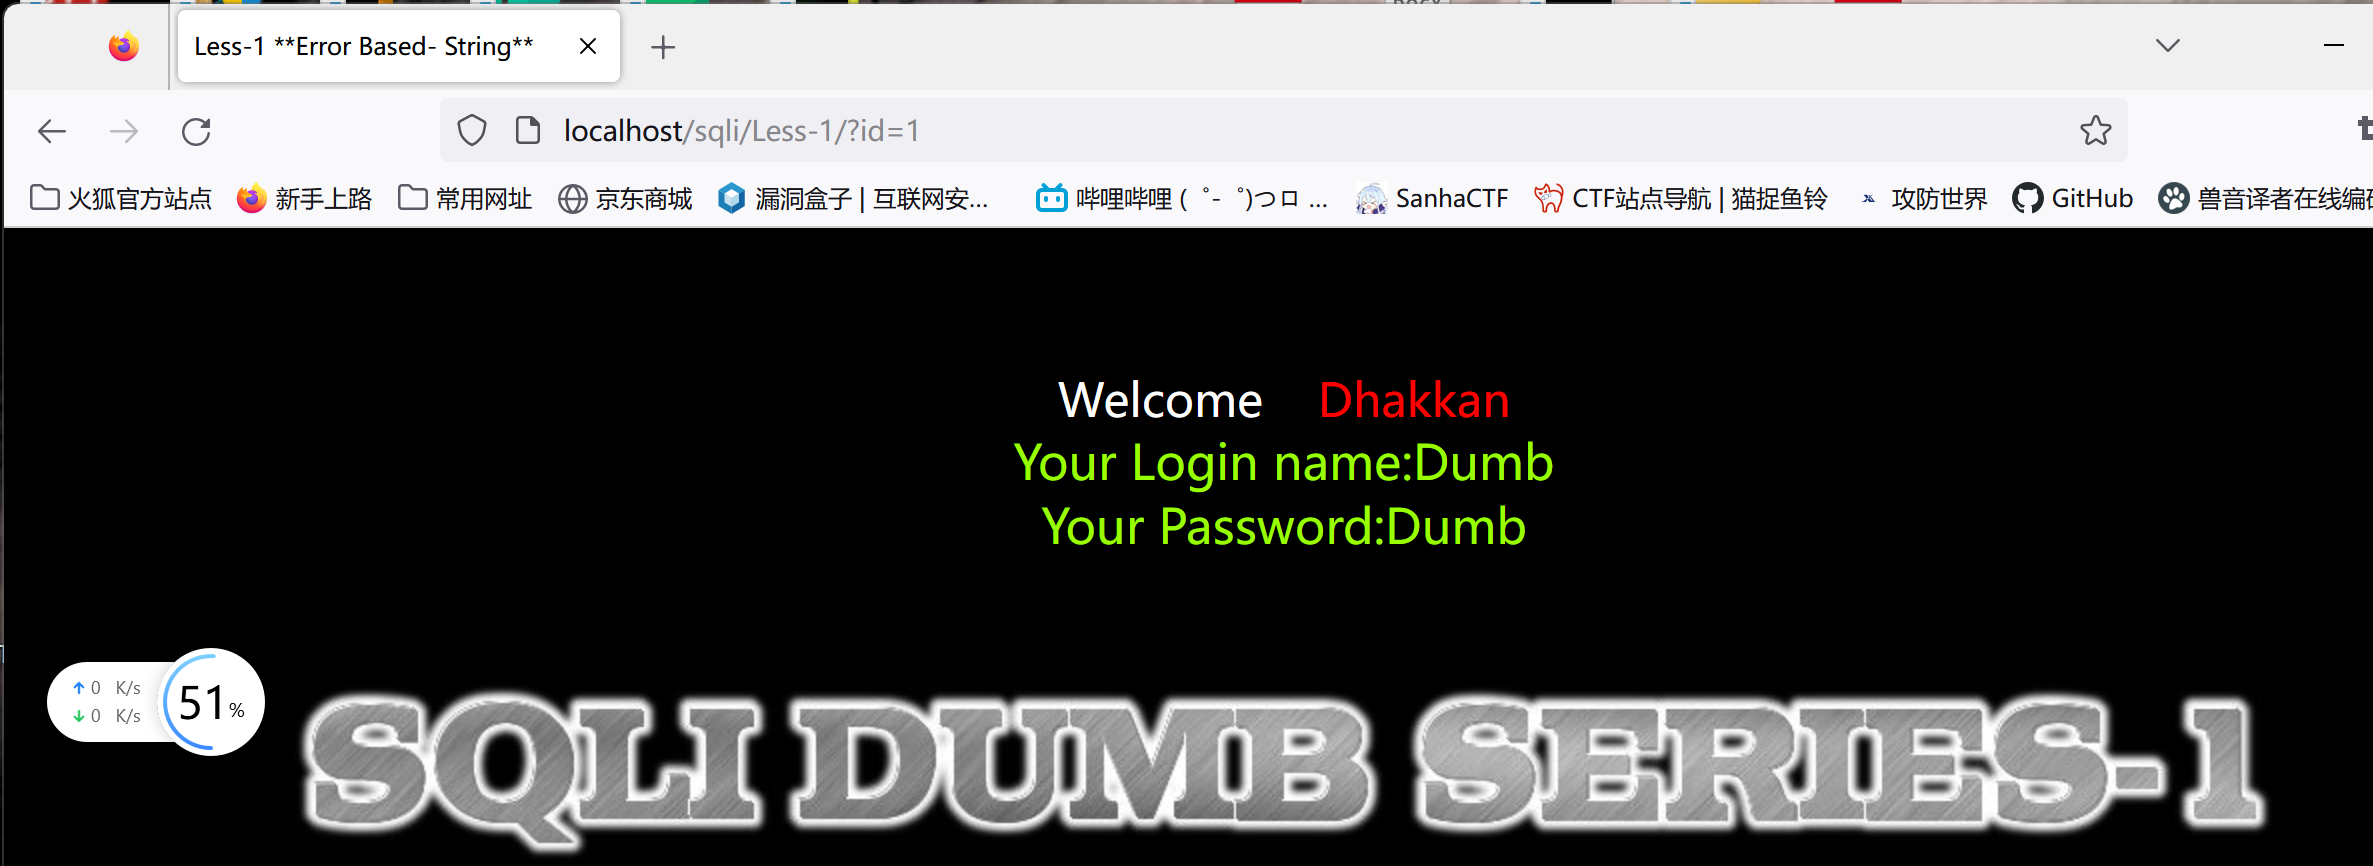 Less-1 **Error Based- String**
localhost/sqli/Less-1/?id=1
火狐官方站点 新手上路 常用网址 京东商城 漏洞盒子 | 互联网安... 哔哩哔哩 (゜-゜)つロ ... SanhaCTF CTF站点导航 | 猫捉鱼铃 攻防世界 GitHub 兽音译者在线编码
Welcome Dhakkan
Your Login name:Dumb
Your Password:Dumb
0 K/s
0 K/s
51%
SQLI DUMB SERIES-1